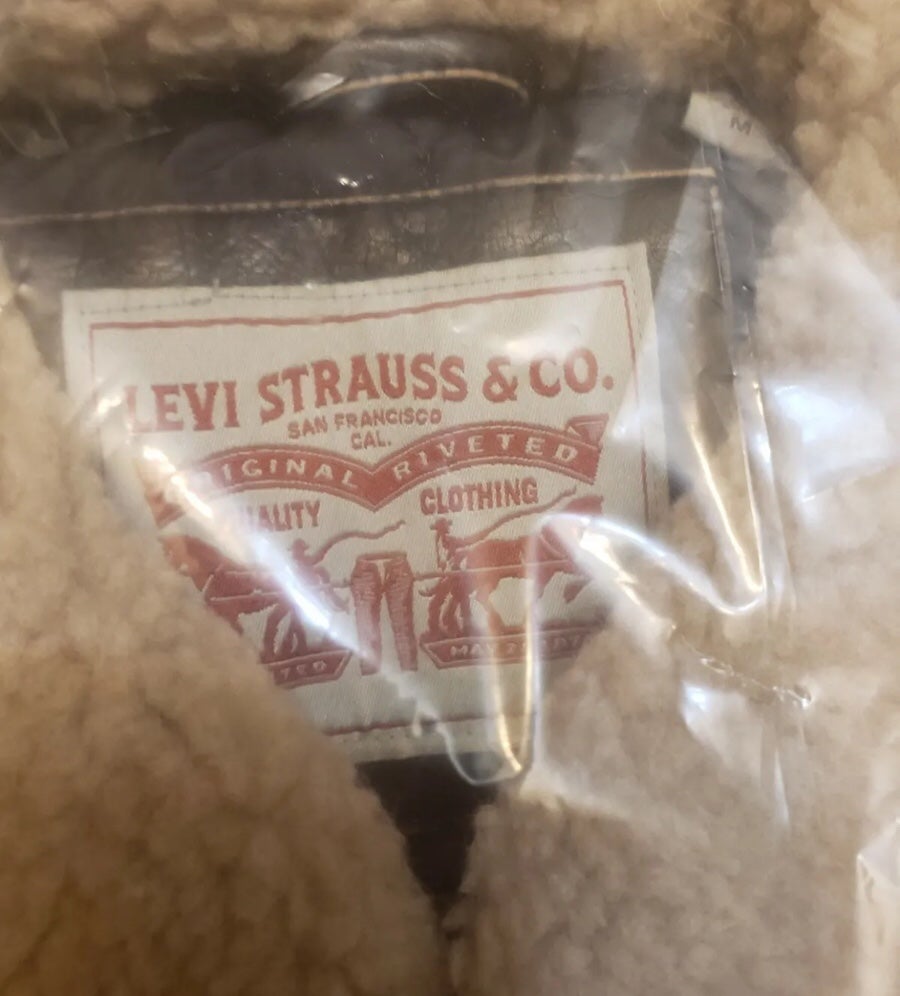 M
LEVI STRAUSS & CO.
SAN FRANCISCO
CAL.
ORIGINAL RIVETED
QUALITY CLOTHING